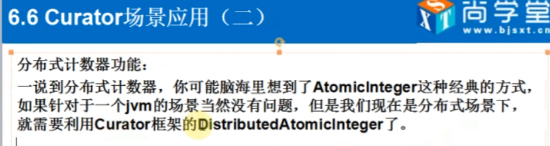 6.6 Curator场景应用（二）
尚学堂
www.bjsxt.com
分布式计数器功能：
一说到分布式计数器，你可能脑海里想到了AtomicInteger这种经典的方式，
如果针对于一个jvm的场景当然没有问题，但是我们现在是分布式场景下，
就需要利用Curator框架的DistributedAtomicInteger了。